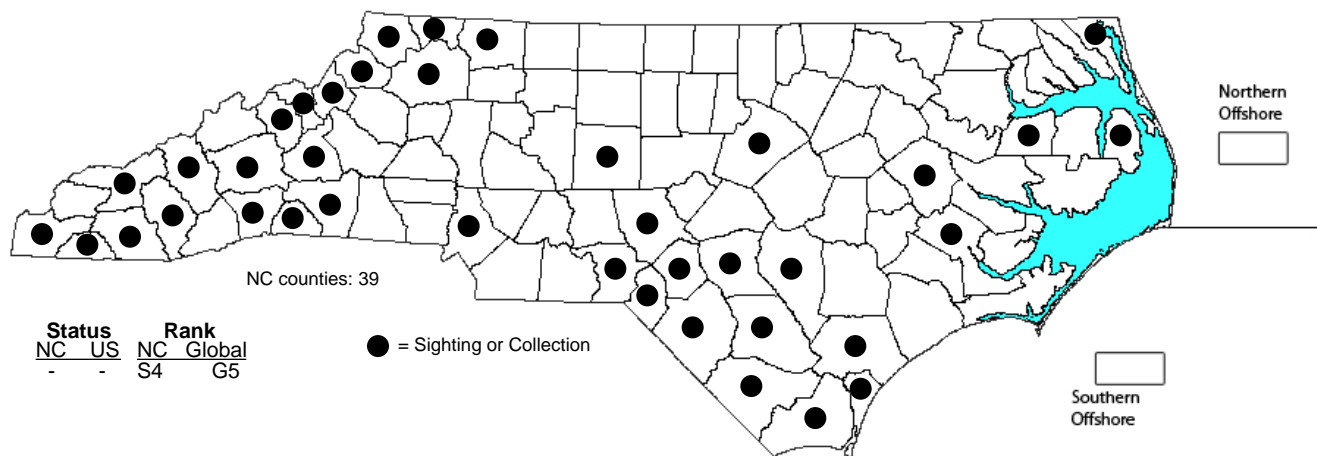 Northern
Offshore
NC counties: 39
Status Rank
NC US NC Global
- - S4 G5
= Sighting or Collection
Southern
Offshore